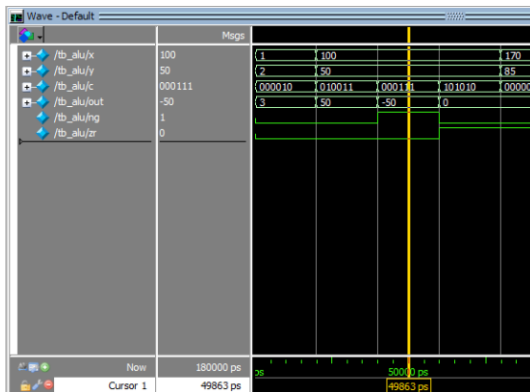 Wave - Default
Msgs
/tb_alu/x 100 1 100 170
/tb_alu/y 50 2 50 85
/tb_alu/c 000111 000010 010011 000111 101010 00000
/tb_alu/out -50 3 50 -50 0
/tb_alu/ng 1
/tb_alu/zr 0
Now 180000 ps ps 50000 ps
Cursor 1 49863 ps 49863 ps